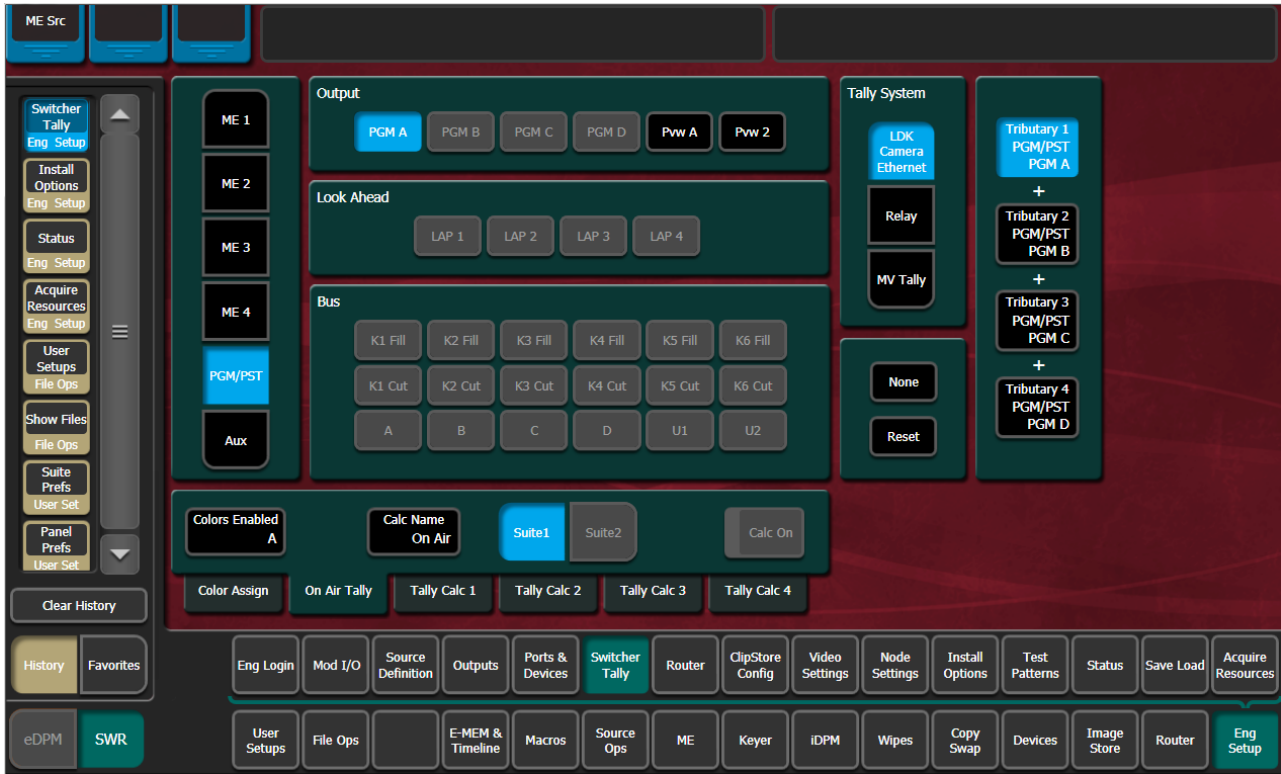 ME Src
Switcher
Tally
Eng Setup
Install
Options
Eng Setup
Status
Eng Setup
Acquire
Resources
Eng Setup
User
Setups
File Ops
Show Files
File Ops
Suite
Prefs
User Set
Panel
Prefs
User Set
Clear History
History
Favorites
eDPM
SWR
ME 1
ME 2
ME 3
ME 4
PGM/PST
Aux
Output
PGM A
PGM B
PGM C
PGM D
Pvw A
Pvw 2
Look Ahead
LAP 1
LAP 2
LAP 3
LAP 4
Bus
K1 Fill
K2 Fill
K3 Fill
K4 Fill
K5 Fill
K6 Fill
K1 Cut
K2 Cut
K3 Cut
K4 Cut
K5 Cut
K6 Cut
A
B
C
D
U1
U2
Tally System
LDK
Camera
Ethernet
Relay
MV Tally
None
Reset
Tributary 1
PGM/PST
PGM A
+
Tributary 2
PGM/PST
PGM B
+
Tributary 3
PGM/PST
PGM C
+
Tributary 4
PGM/PST
PGM D
Colors Enabled
A
Calc Name
On Air
Suite1
Suite2
Calc On
Color Assign
On Air Tally
Tally Calc 1
Tally Calc 2
Tally Calc 3
Tally Calc 4
Eng Login
Mod I/O
Source
Definition
Outputs
Ports &
Devices
Switcher
Tally
Router
ClipStore
Config
Video
Settings
Node
Settings
Install
Options
Test
Patterns
Status
Save Load
Acquire
Resources
User
Setups
File Ops
E-MEM &
Timeline
Macros
Source
Ops
ME
Keyer
iDPM
Wipes
Copy
Swap
Devices
Image
Store
Router
Eng
Setup